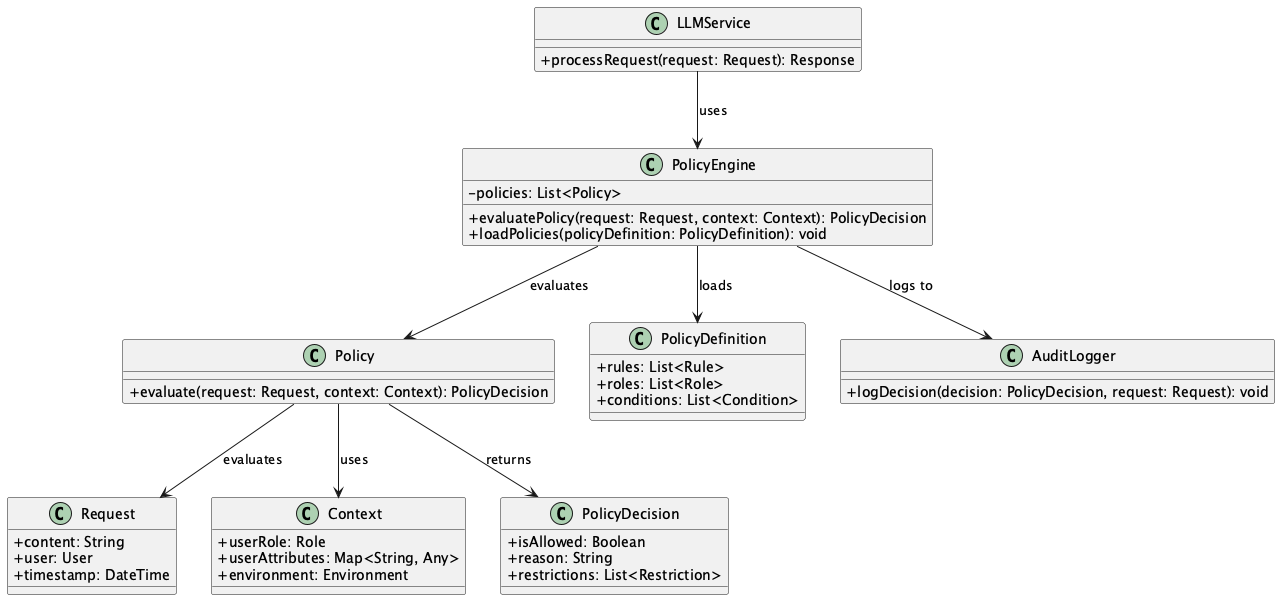 C LLMService
+processRequest(request: Request): Response
uses
C PolicyEngine
-policies: List<Policy>
+evaluatePolicy(request: Request, context: Context): PolicyDecision
+loadPolicies(policyDefinition: PolicyDefinition): void
evaluates
loads
logs to
C Policy
+evaluate(request: Request, context: Context): PolicyDecision
C PolicyDefinition
+rules: List<Rule>
+roles: List<Role>
+conditions: List<Condition>
C AuditLogger
+logDecision(decision: PolicyDecision, request: Request): void
evaluates
uses
returns
C Request
+content: String
+user: User
+timestamp: DateTime
C Context
+userRole: Role
+userAttributes: Map<String, Any>
+environment: Environment
C PolicyDecision
+isAllowed: Boolean
+reason: String
+restrictions: List<Restriction>